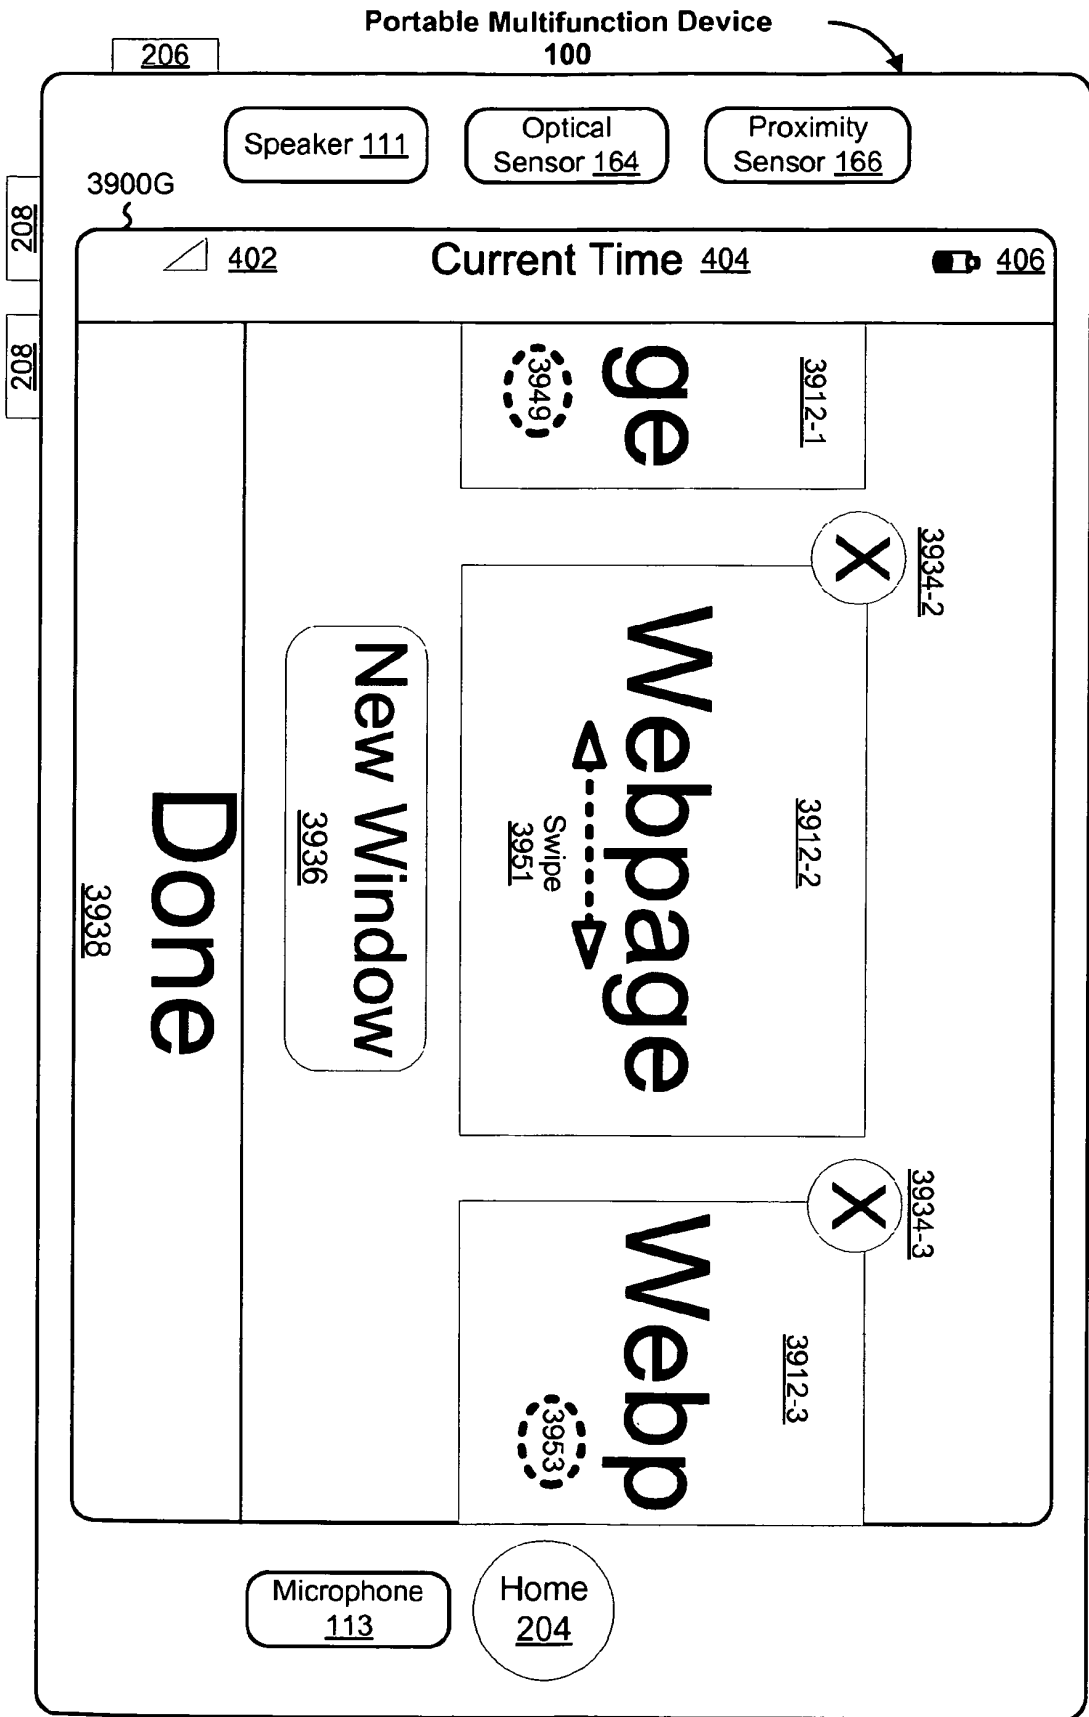 Portable Multifunction Device
100
206
Speaker 111
Optical
Sensor 164
Proximity
Sensor 166
208
208
3900G
402
Current Time 404
406
3912-1
ge
3949
3934-2
X
3912-2
Webpage
Swipe
3951
3934-3
X
3912-3
Webp
3953
New Window
3936
Done
3938
Microphone
113
Home
204